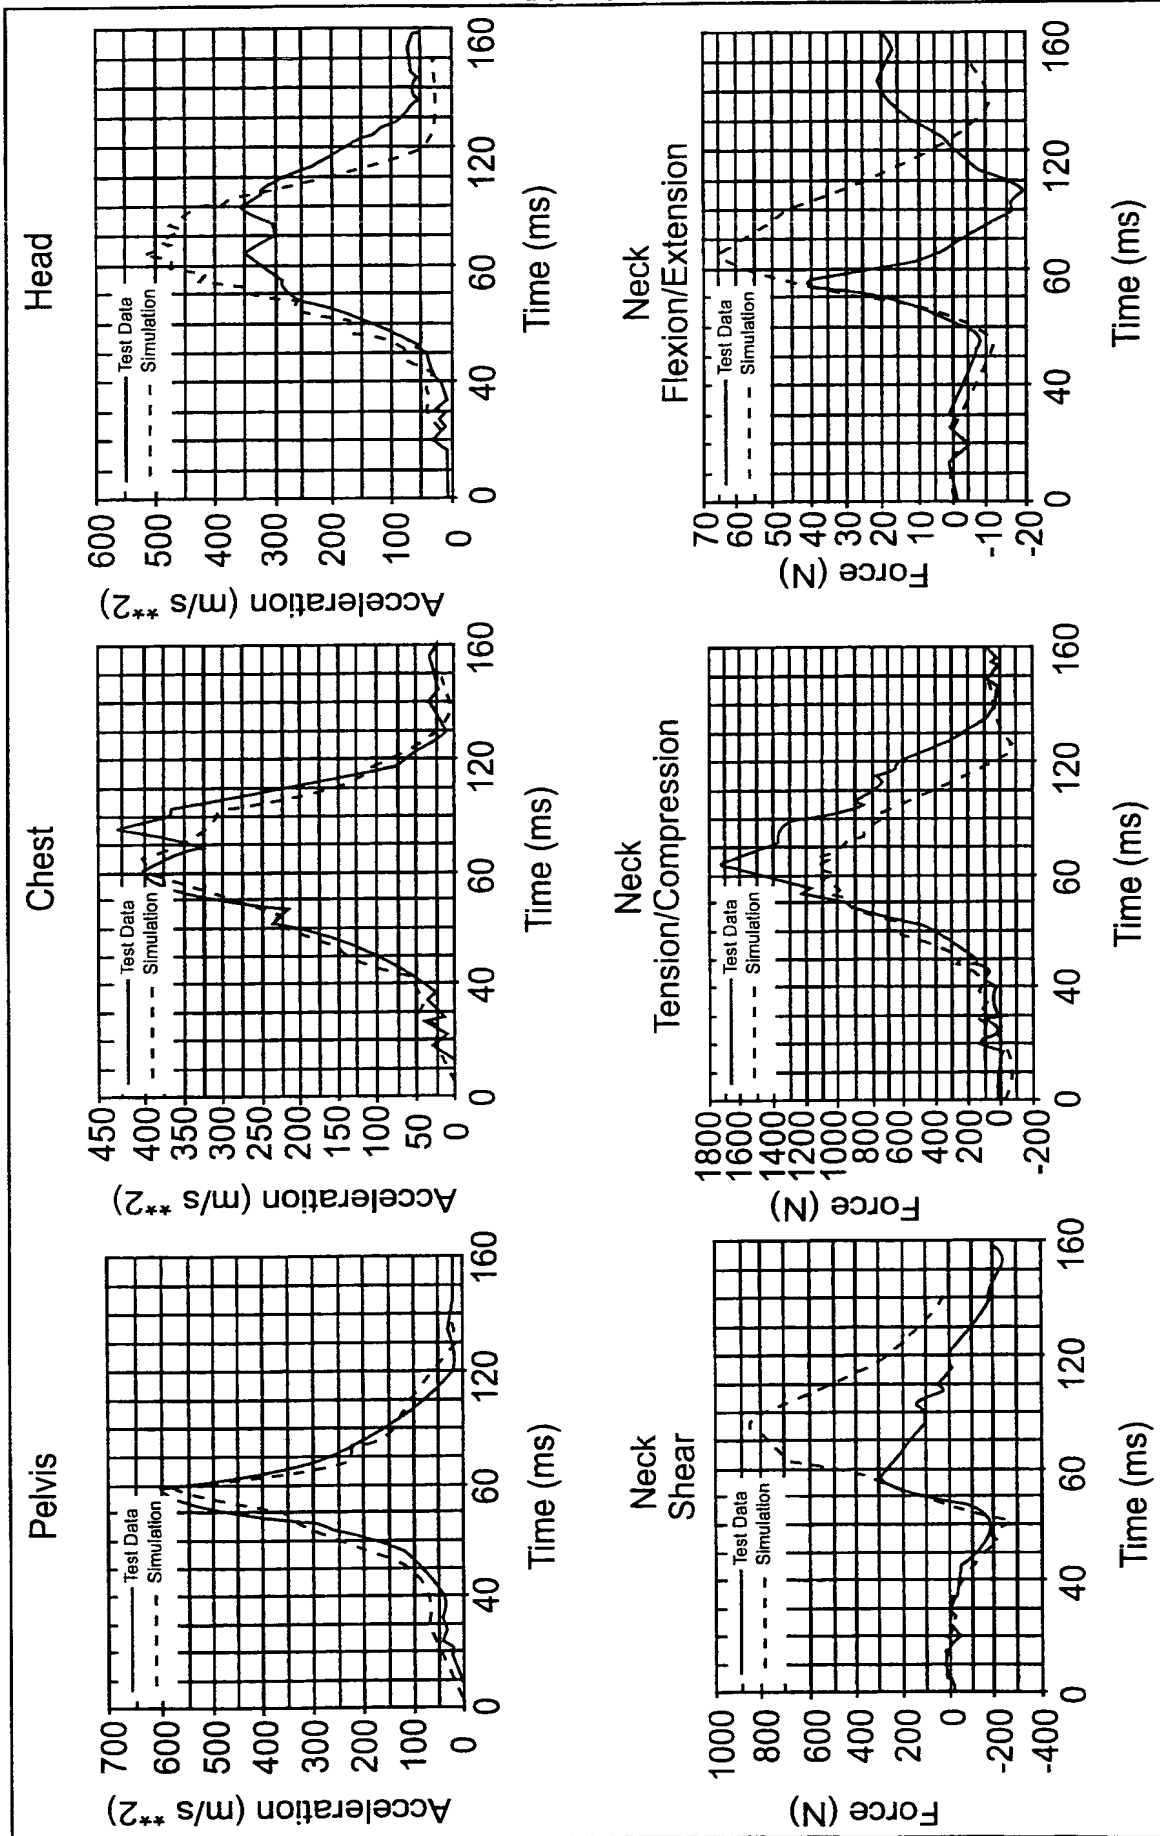 Pelvis
Acceleration (m/s **2)
700
600
500
400
300
200
100
0
Test Data
Simulation
0
40
60
120
160
Time (ms)
Chest
Acceleration (m/s **2)
450
400
350
300
250
200
150
100
50
0
Test Data
Simulation
0
40
60
120
160
Time (ms)
Head
Acceleration (m/s **2)
600
500
400
300
200
100
0
Test Data
Simulation
0
40
60
120
160
Time (ms)
Neck
Shear
Force (N)
1000
800
600
400
200
0
-200
-400
Test Data
Simulation
0
40
60
120
160
Time (ms)
Neck
Tension/Compression
Force (N)
1800
1600
1400
1200
1000
800
600
400
200
0
-200
Test Data
Simulation
0
40
60
120
160
Time (ms)
Neck
Flexion/Extension
Force (N)
70
60
50
40
30
20
10
0
-10
-20
Test Data
Simulation
0
40
60
120
160
Time (ms)